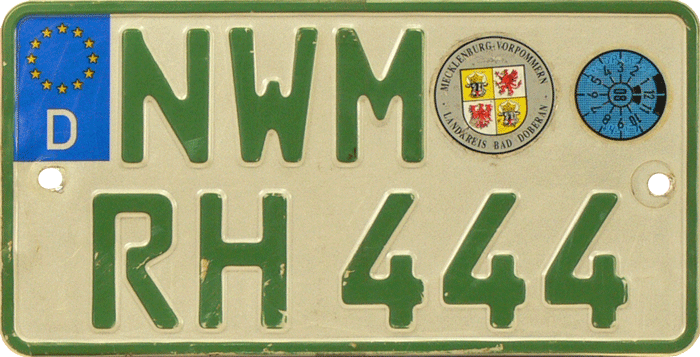 NWM
MECKLENBURG-VORPOMMERN
LANDKREIS BAD DOBERAN
D
RH 444